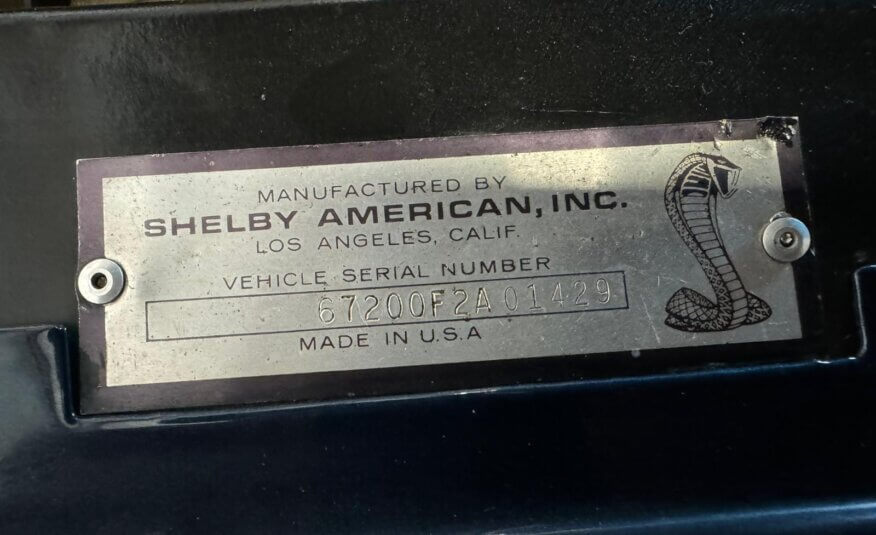 MANUFACTURED BY
SHELBY AMERICAN, INC.
LOS ANGELES, CALIF.
VEHICLE SERIAL NUMBER
67200F2A01429
MADE IN U.S.A